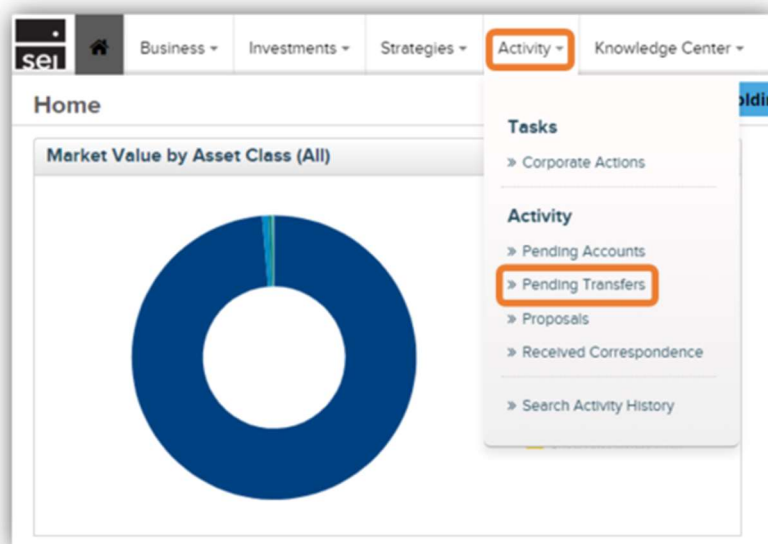 sei
Business
Investments
Strategies
Activity
Knowledge Center
Home
Market Value by Asset Class (All)
Tasks
» Corporate Actions
Activity
» Pending Accounts
» Pending Transfers
» Proposals
» Received Correspondence
» Search Activity History